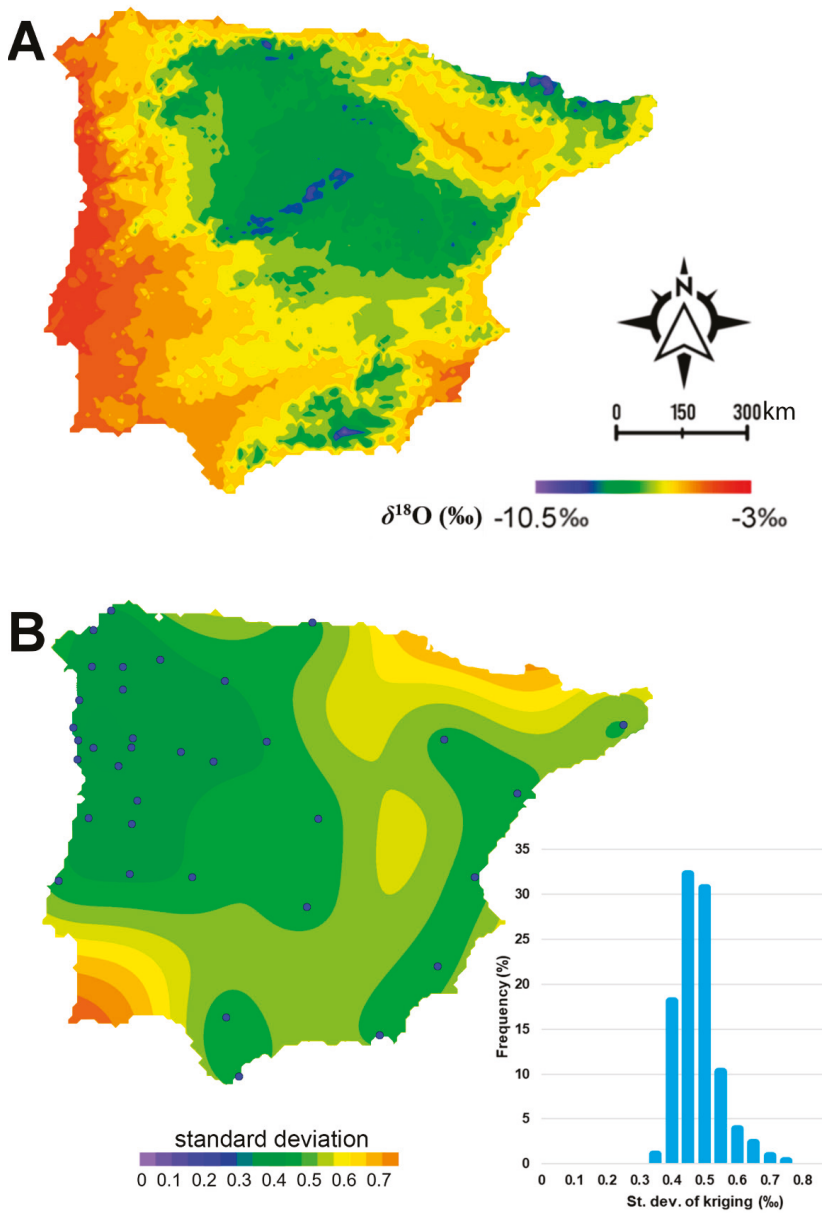 A
N
0 150 300km
δ18O (‰) -10.5‰ -3‰
B
standard deviation
0 0.1 0.2 0.3 0.4 0.5 0.6 0.7
35
30
25
20
15
10
5
0
Frequency (%)
0 0.1 0.2 0.3 0.4 0.5 0.6 0.7 0.8
St. dev. of kriging (‰)